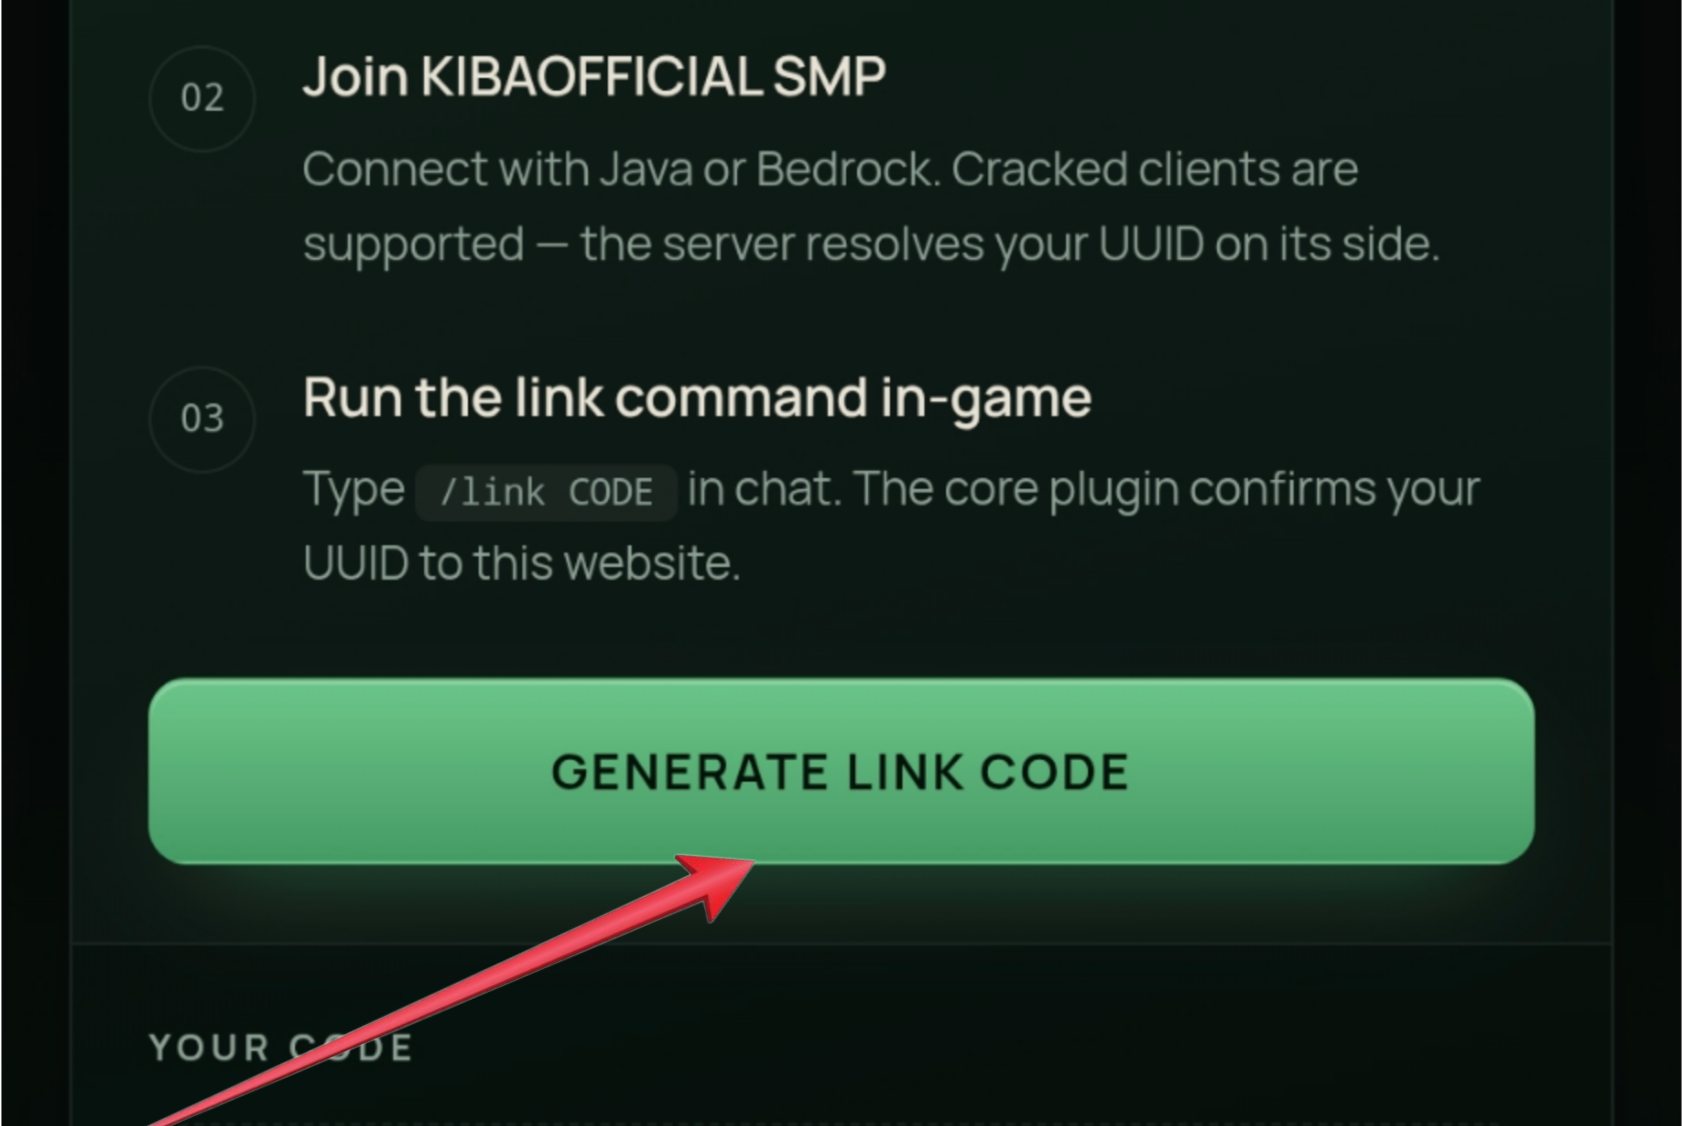 02
Join KIBAOFFICIAL SMP
Connect with Java or Bedrock. Cracked clients are
supported — the server resolves your UUID on its side.
03
Run the link command in-game
Type /link CODE in chat. The core plugin confirms your
UUID to this website.
GENERATE LINK CODE
YOUR CODE